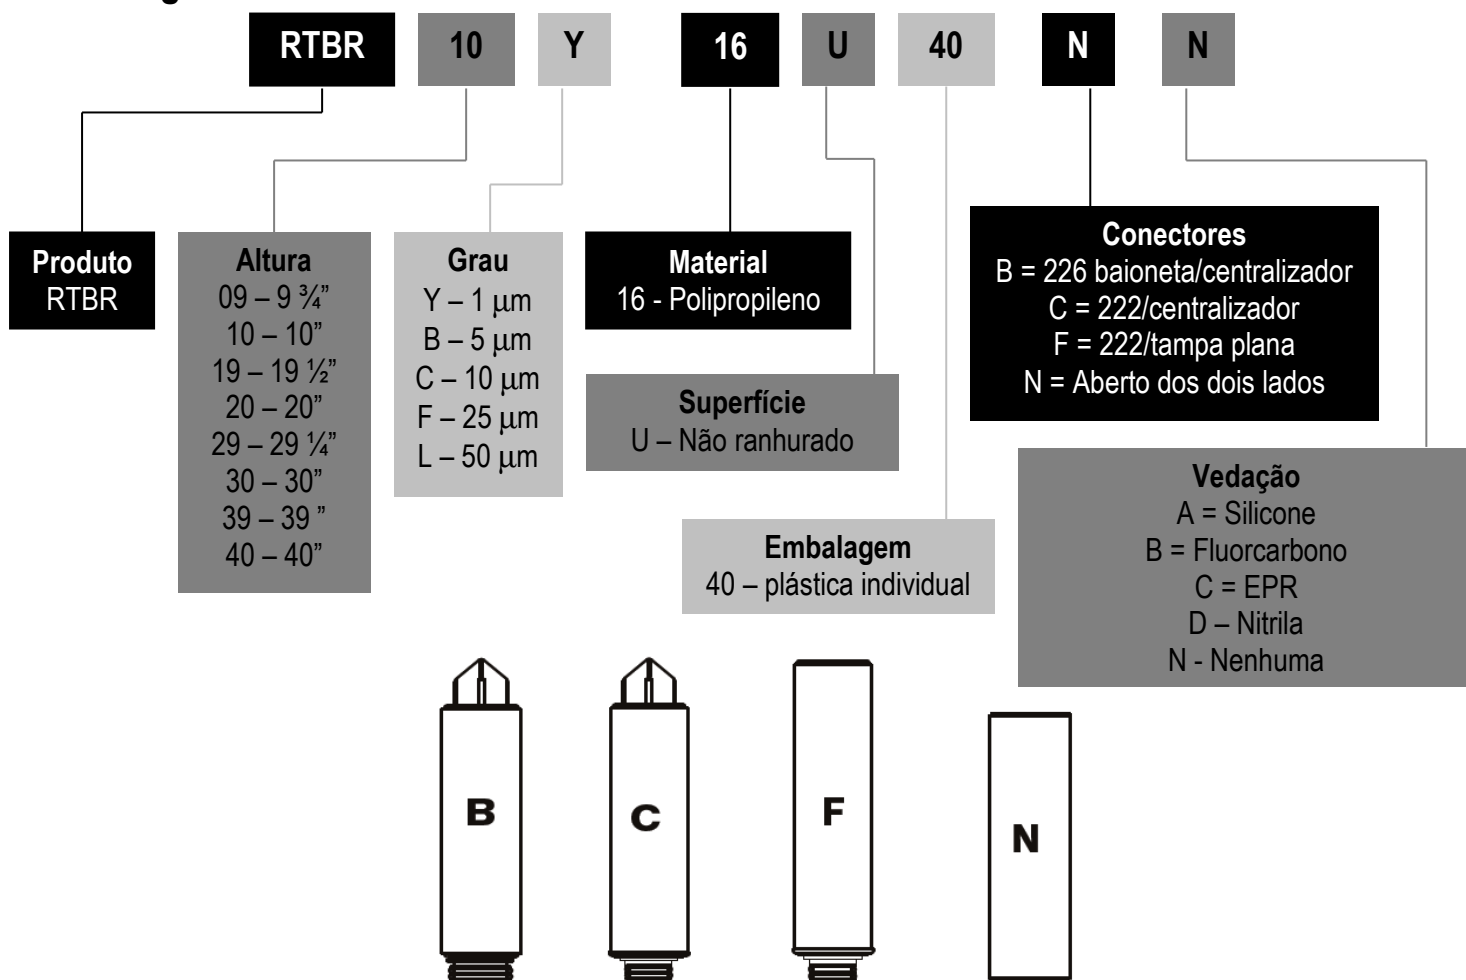 g
RTBR 10 Y 16 U 40 N N
Produto
RTBR
Altura
09 – 9 ¾”
10 – 10”
19 – 19 ½”
20 – 20”
29 – 29 ¼”
30 – 30”
39 – 39 ”
40 – 40”
Grau
Y – 1 μm
B – 5 μm
C – 10 μm
F – 25 μm
L – 50 μm
Material
16 - Polipropileno
Superfície
U – Não ranhurado
Embalagem
40 – plástica individual
Conectores
B = 226 baioneta/centralizador
C = 222/centralizador
F = 222/tampa plana
N = Aberto dos dois lados
Vedação
A = Silicone
B = Fluorcarbono
C = EPR
D – Nitrila
N - Nenhuma
B
C
F
N